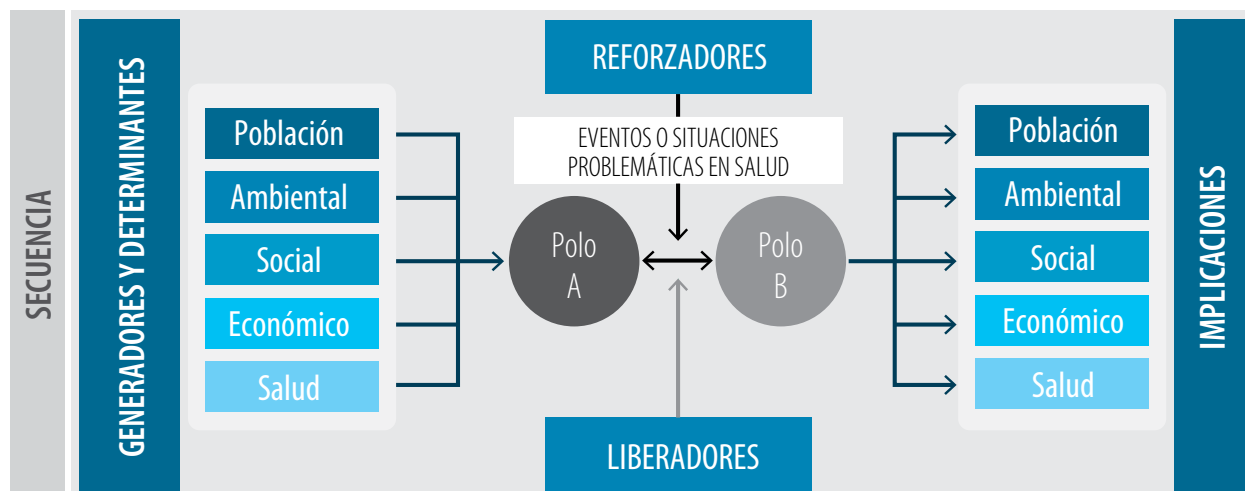 SECUENCIA
GENERADORES Y DETERMINANTES
Población
Ambiental
Social
Económico
Salud
REFORZADORES
EVENTOS O SITUACIONES
PROBLEMÁTICAS EN SALUD
Polo
A
Polo
B
LIBERADORES
Población
Ambiental
Social
Económico
Salud
IMPLICACIONES